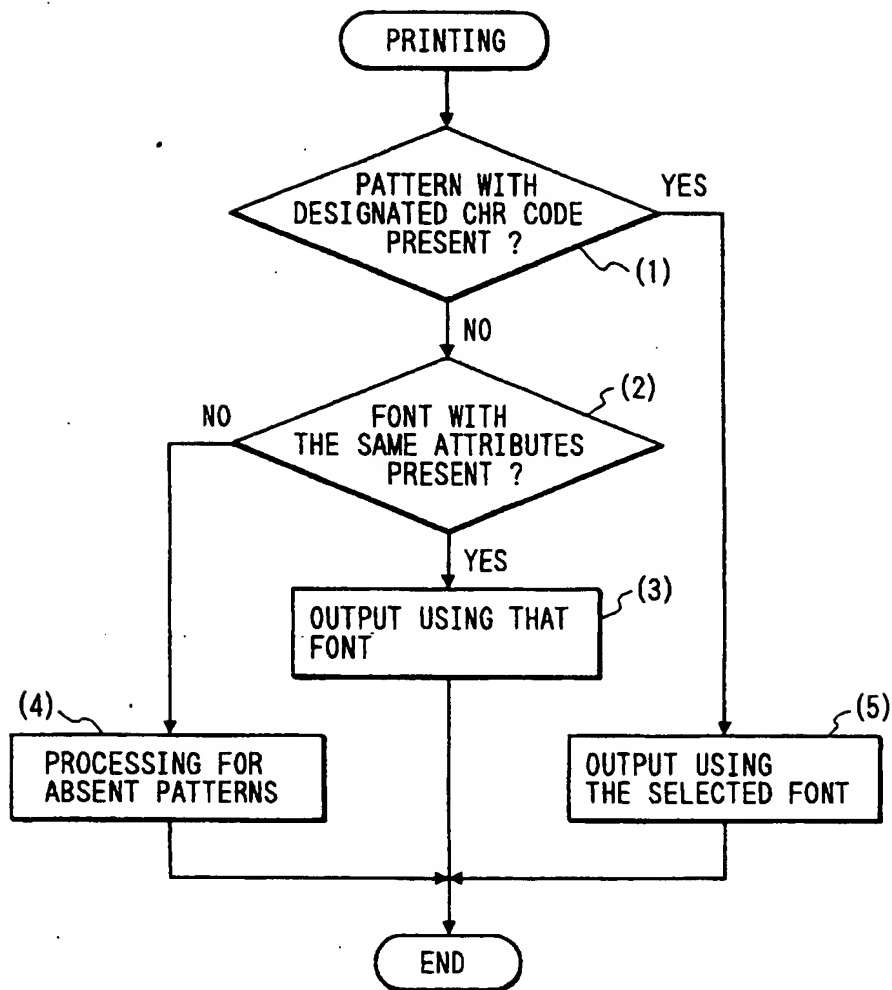 PRINTING
PATTERN WITH
DESIGNATED CHR CODE
PRESENT ?
YES
(1)
NO
(2)
NO
FONT WITH
THE SAME ATTRIBUTES
PRESENT ?
YES
(3)
OUTPUT USING THAT
FONT
(4)
PROCESSING FOR
ABSENT PATTERNS
(5)
OUTPUT USING
THE SELECTED FONT
END